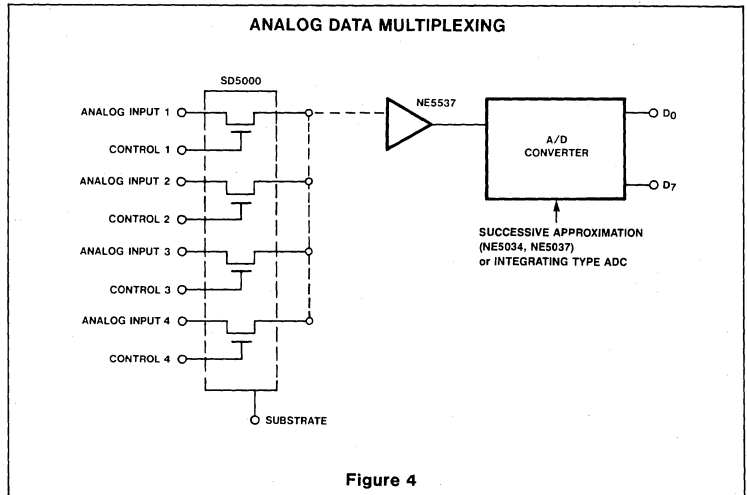 ANALOG DATA MULTIPLEXING
SD5000
NE5537
ANALOG INPUT 1
CONTROL 1
ANALOG INPUT 2
CONTROL 2
ANALOG INPUT 3
CONTROL 3
ANALOG INPUT 4
CONTROL 4
SUBSTRATE
A/D
CONVERTER
D0
D7
SUCCESSIVE APPROXIMATION
(NE5034, NE5037)
or INTEGRATING TYPE ADC
Figure 4